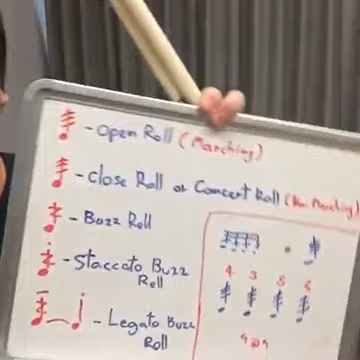 - Open Roll (Marching)
- close Roll or Concert Roll (Non Marching)
- Buzz Roll
- Staccato Buzz
Roll
- Legato Buzz
Roll
4 3 5 6